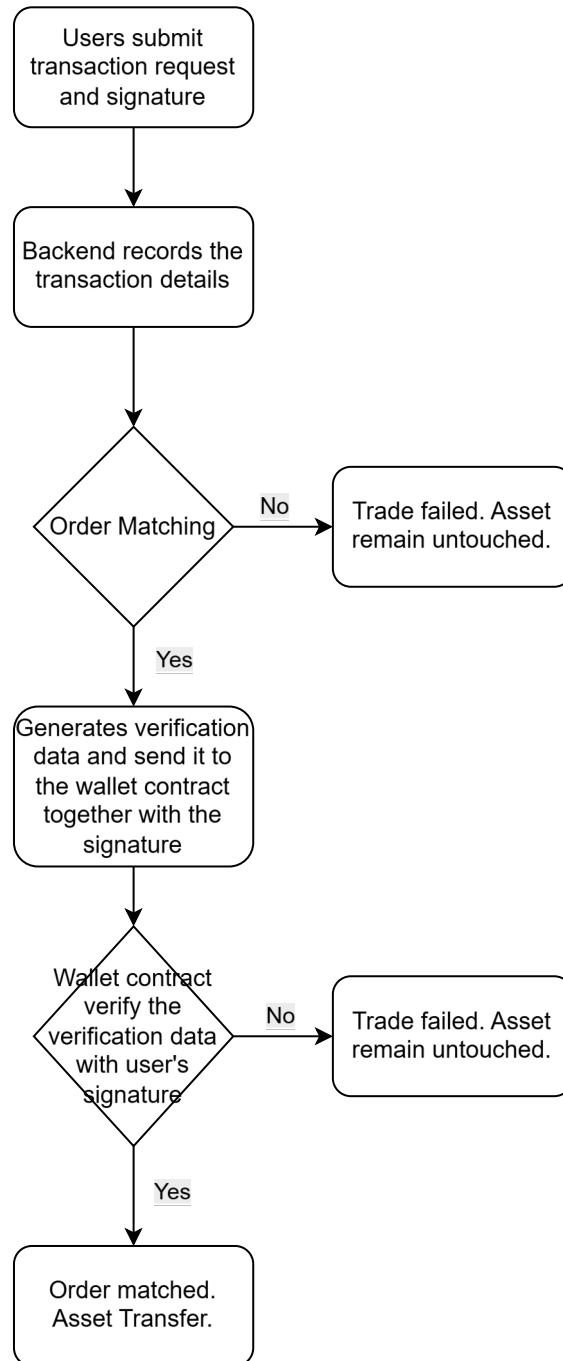 Users submit
transaction request
and signature
Backend records the
transaction details
Order Matching
No
Trade failed. Asset
remain untouched.
Yes
Generates verification
data and send it to
the wallet contract
together with the
signature
Wallet contract
verify the
verification data
with user's
signature
No
Trade failed. Asset
remain untouched.
Yes
Order matched.
Asset Transfer.